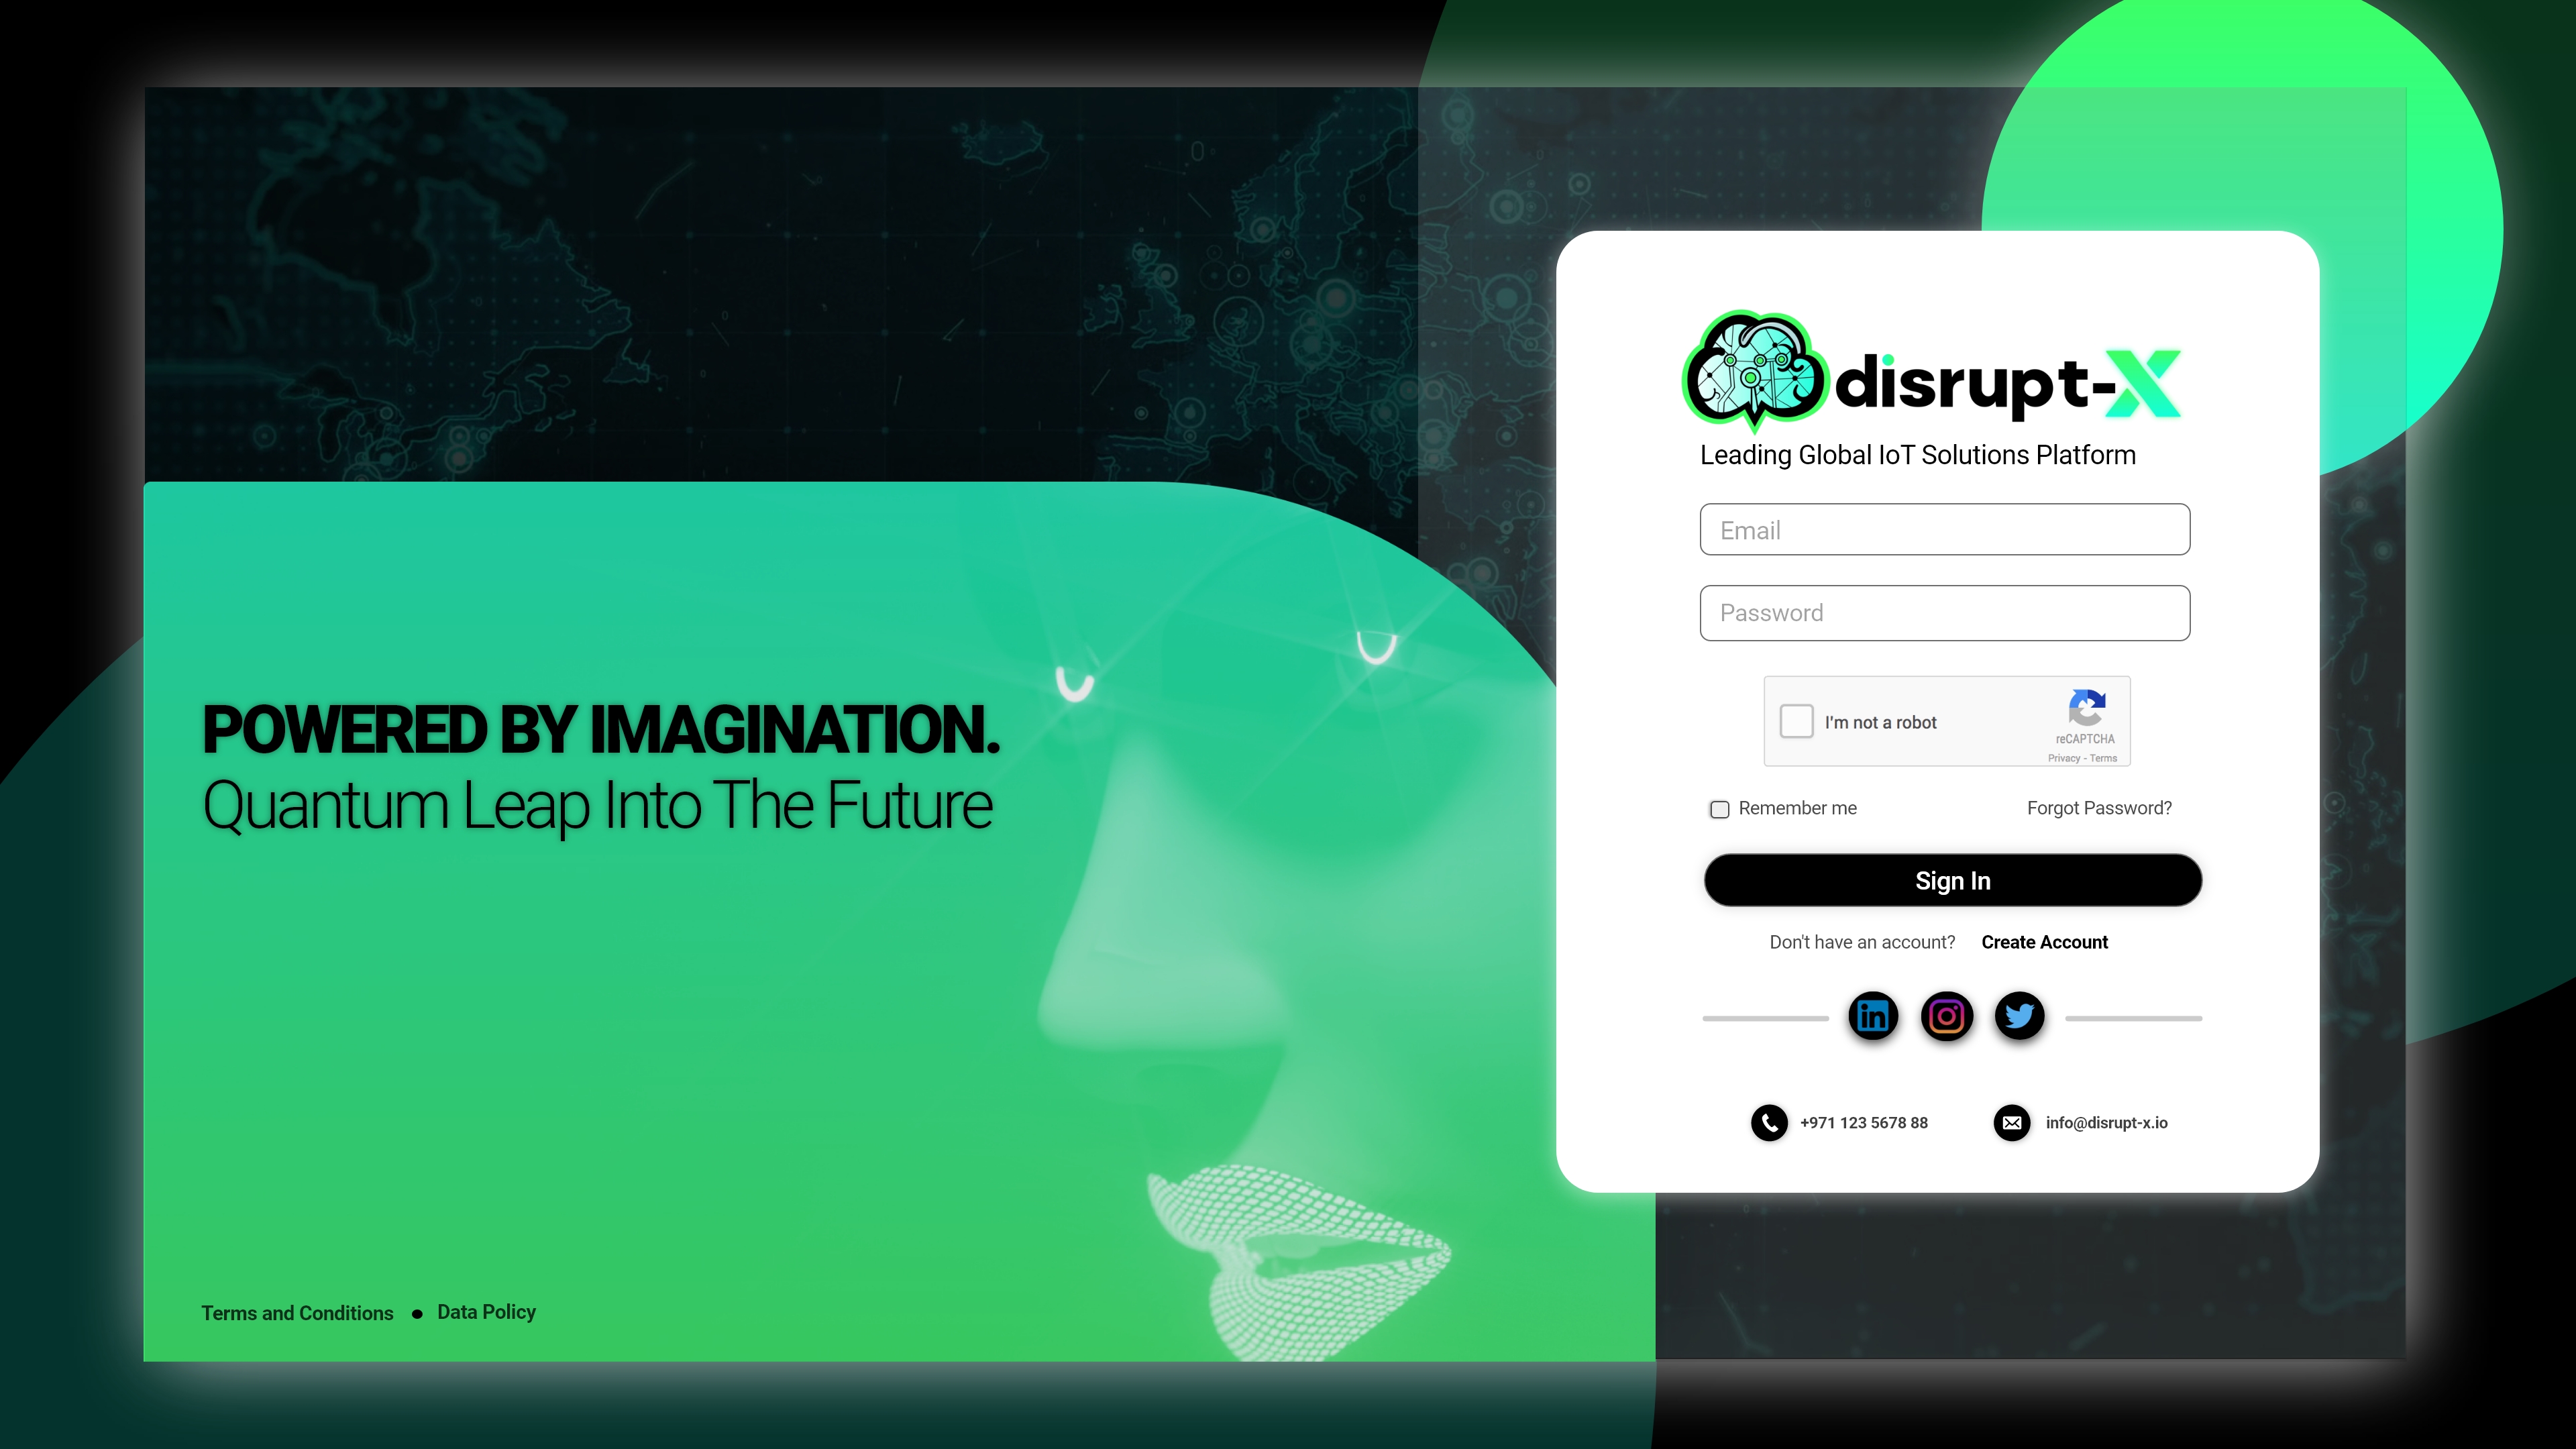 disrupt-X
Leading Global IoT Solutions Platform
Email
Password
I'm not a robot
reCAPTCHA
Privacy - Terms
Remember me
Forgot Password?
Sign In
Don't have an account? Create Account
in
+971 123 5678 88
info@disrupt-x.io
POWERED BY IMAGINATION.
Quantum Leap Into The Future
Terms and Conditions ● Data Policy